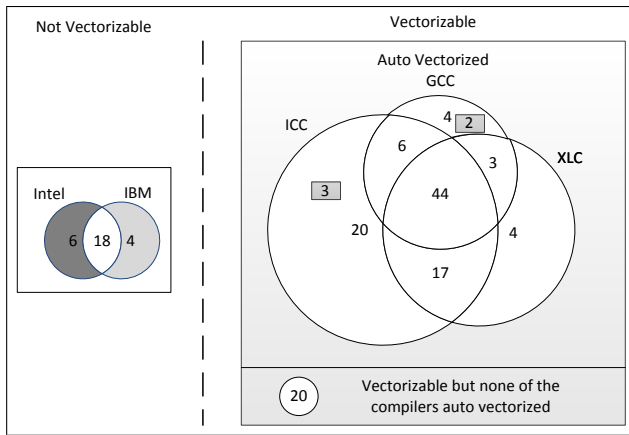 Not Vectorizable
Vectorizable
Auto Vectorized
GCC
ICC
4
2
6
3
XLC
3
44
20
4
17
Intel
IBM
6
18
4
20
Vectorizable but none of the
compilers auto vectorized